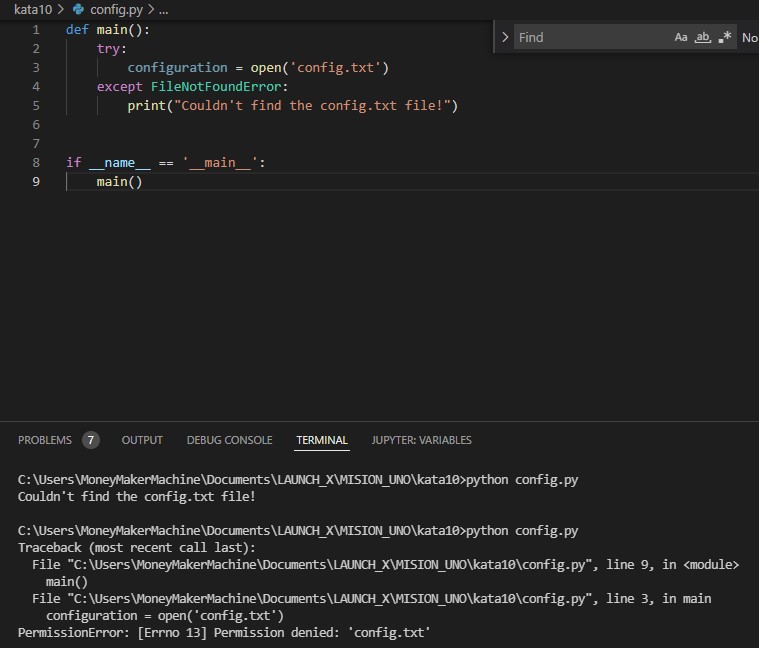 kata10 > config.py > ...
Find Aa ab, .* No
1 def main():
2 try:
3 configuration = open('config.txt')
4 except FileNotFoundError:
5 print("Couldn't find the config.txt file!")
6
7
8 if __name__ == '__main__':
9 main()
PROBLEMS 7 OUTPUT DEBUG CONSOLE TERMINAL JUPYTER: VARIABLES
C:\Users\MoneyMakerMachine\Documents\LAUNCH_X\MISION_UNO\kata10>python config.py
Couldn't find the config.txt file!
C:\Users\MoneyMakerMachine\Documents\LAUNCH_X\MISION_UNO\kata10>python config.py
Traceback (most recent call last):
File "C:\Users\MoneyMakerMachine\Documents\LAUNCH_X\MISION_UNO\kata10\config.py", line 9, in <module>
main()
File "C:\Users\MoneyMakerMachine\Documents\LAUNCH_X\MISION_UNO\kata10\config.py", line 3, in main
configuration = open('config.txt')
PermissionError: [Errno 13] Permission denied: 'config.txt'